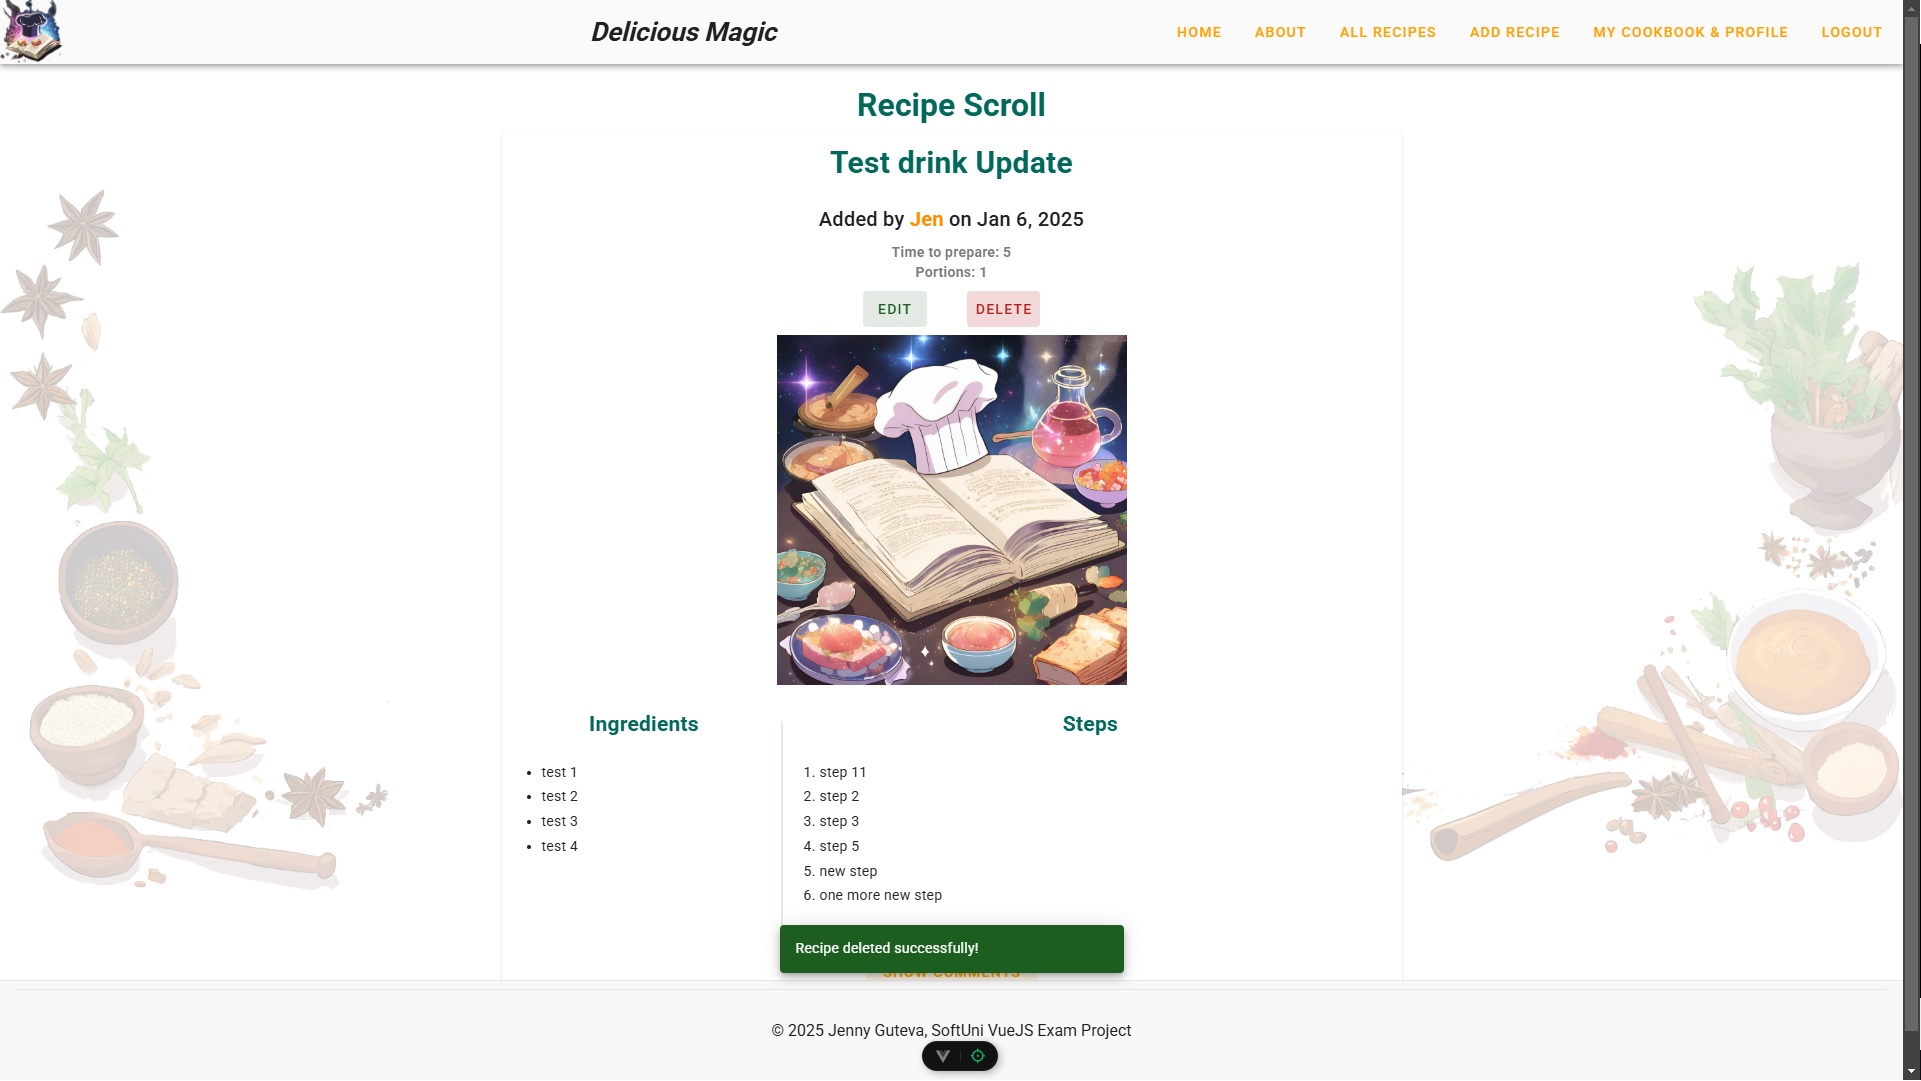 Delicious Magic
HOME ABOUT ALL RECIPES ADD RECIPE MY COOKBOOK & PROFILE LOGOUT
Recipe Scroll
Test drink Update
Added by Jen on Jan 6, 2025
Time to prepare: 5
Portions: 1
EDIT DELETE
Ingredients
• test 1
• test 2
• test 3
• test 4
Steps
1. step 11
2. step 2
3. step 3
4. step 5
5. new step
6. one more new step
Recipe deleted successfully!
SHOW COMMENTS
© 2025 Jenny Guteva, SoftUni VueJS Exam Project